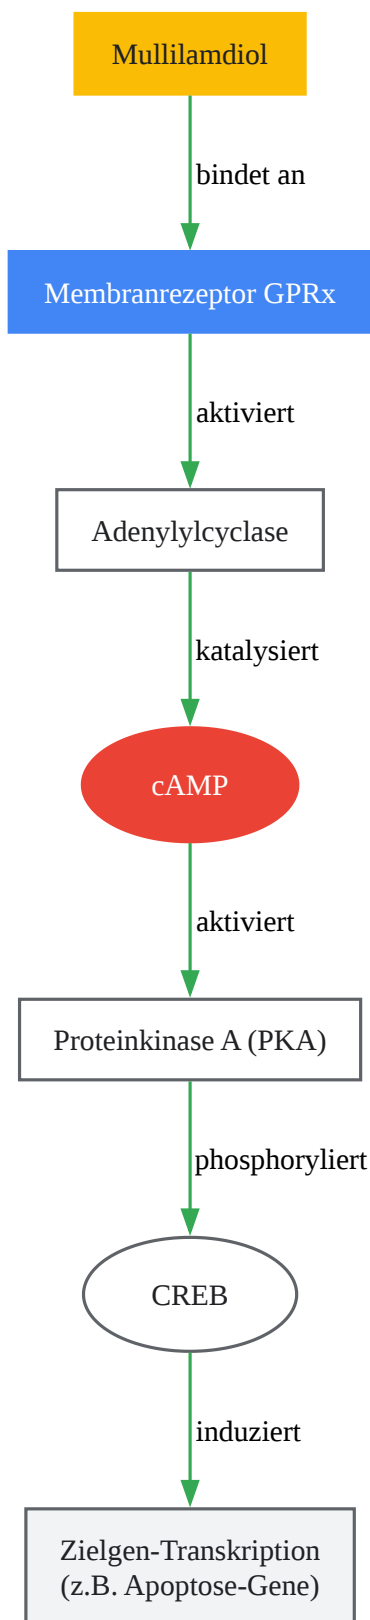 Mullilamdiol
bindet an
Membranrezeptor GPRx
aktiviert
Adenylylcyclase
katalysiert
cAMP
aktiviert
Proteinkinase A (PKA)
phosphoryliert
CREB
induziert
Zielgen-Transkription
(z.B. Apoptose-Gene)